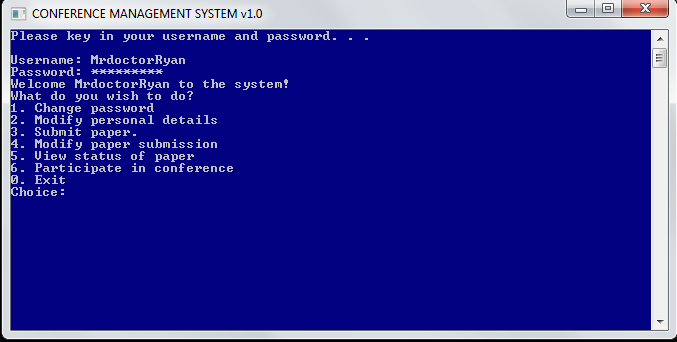 CONFERENCE MANAGEMENT SYSTEM v1.0
Please key in your username and password. . .
Username: MrdoctorRyan
Password: *********
Welcome MrdoctorRyan to the system!
What do you wish to do?
1. Change password
2. Modify personal details
3. Submit paper.
4. Modify paper submission
5. View status of paper
6. Participate in conference
0. Exit
Choice: